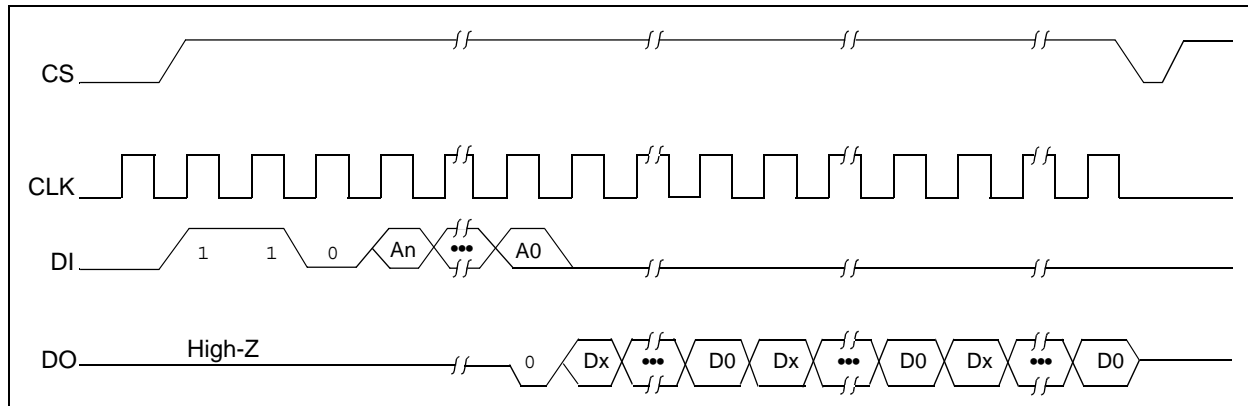 CS
CLK
DI 1 1 0 An ••• A0
High-Z
DO 0 Dx ••• D0 Dx ••• D0 Dx ••• D0